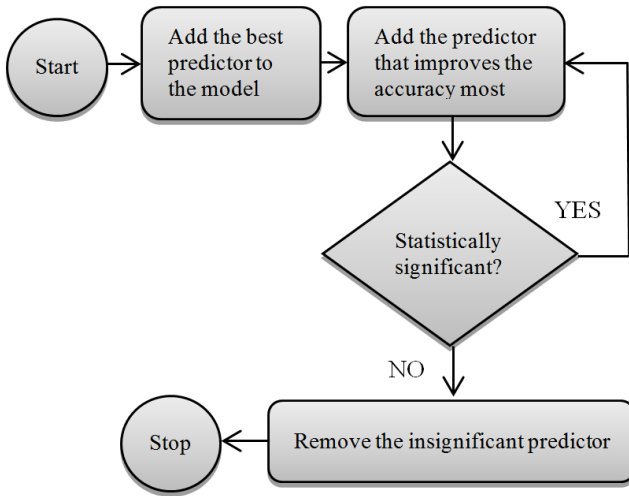 Start
Add the best
predictor to
the model
Add the predictor
that improves the
accuracy most
Statistically
significant?
YES
NO
Remove the insignificant predictor
Stop